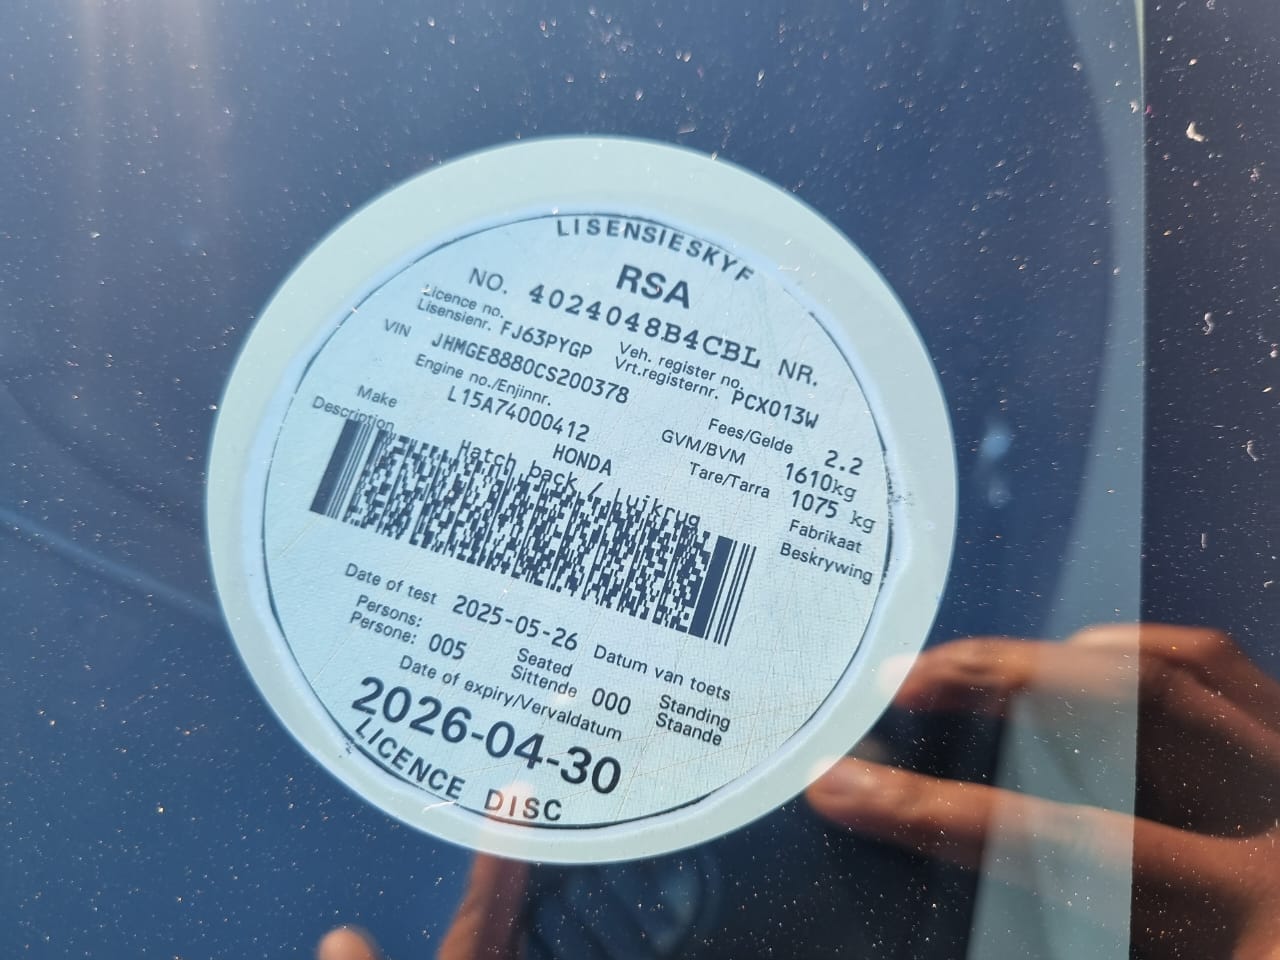 LISENSIESKYF
RSA
NO. 4024048B4CBL NR.
Licence no. Lisensienr. FJ63PYGP Veh. register no. Vrt.registernr. PCX013W
VIN JHMGE8880CS200378 Fees/Gelde 2.2
Engine no./Enjinnr. L15A74000412 GVM/BVM 1610kg
Tare/Tarra 1075 kg
Make HONDA Fabrikaat
Description Hatch back / Luikrug Beskrywing
Date of test 2025-05-26 Datum van toets
Persons: Persone: 005 Seated Sittende 000 Standing Staande
Date of expiry/Vervaldatum
2026-04-30
LICENCE DISC